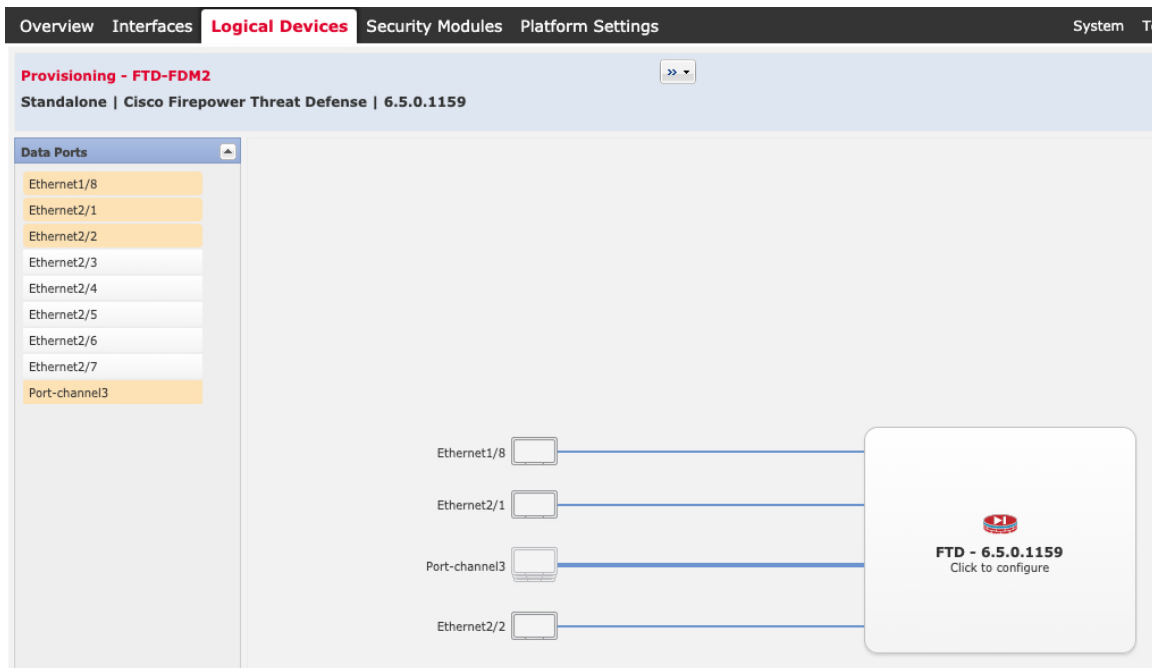 Overview Interfaces Logical Devices Security Modules Platform Settings System
Provisioning - FTD-FDM2
Standalone | Cisco Firepower Threat Defense | 6.5.0.1159
Data Ports
Ethernet1/8
Ethernet2/1
Ethernet2/2
Ethernet2/3
Ethernet2/4
Ethernet2/5
Ethernet2/6
Ethernet2/7
Port-channel3
Ethernet1/8
Ethernet2/1
Port-channel3
Ethernet2/2
FTD - 6.5.0.1159
Click to configure